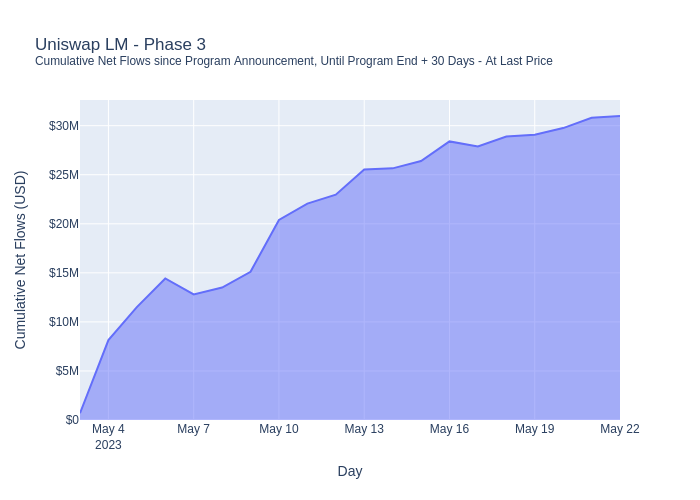 Uniswap LM - Phase 3
Cumulative Net Flows since Program Announcement, Until Program End + 30 Days - At Last Price
Cumulative Net Flows (USD)
$30M
$25M
$20M
$15M
$10M
$5M
$0
May 4 May 7 May 10 May 13 May 16 May 19 May 22
2023
Day